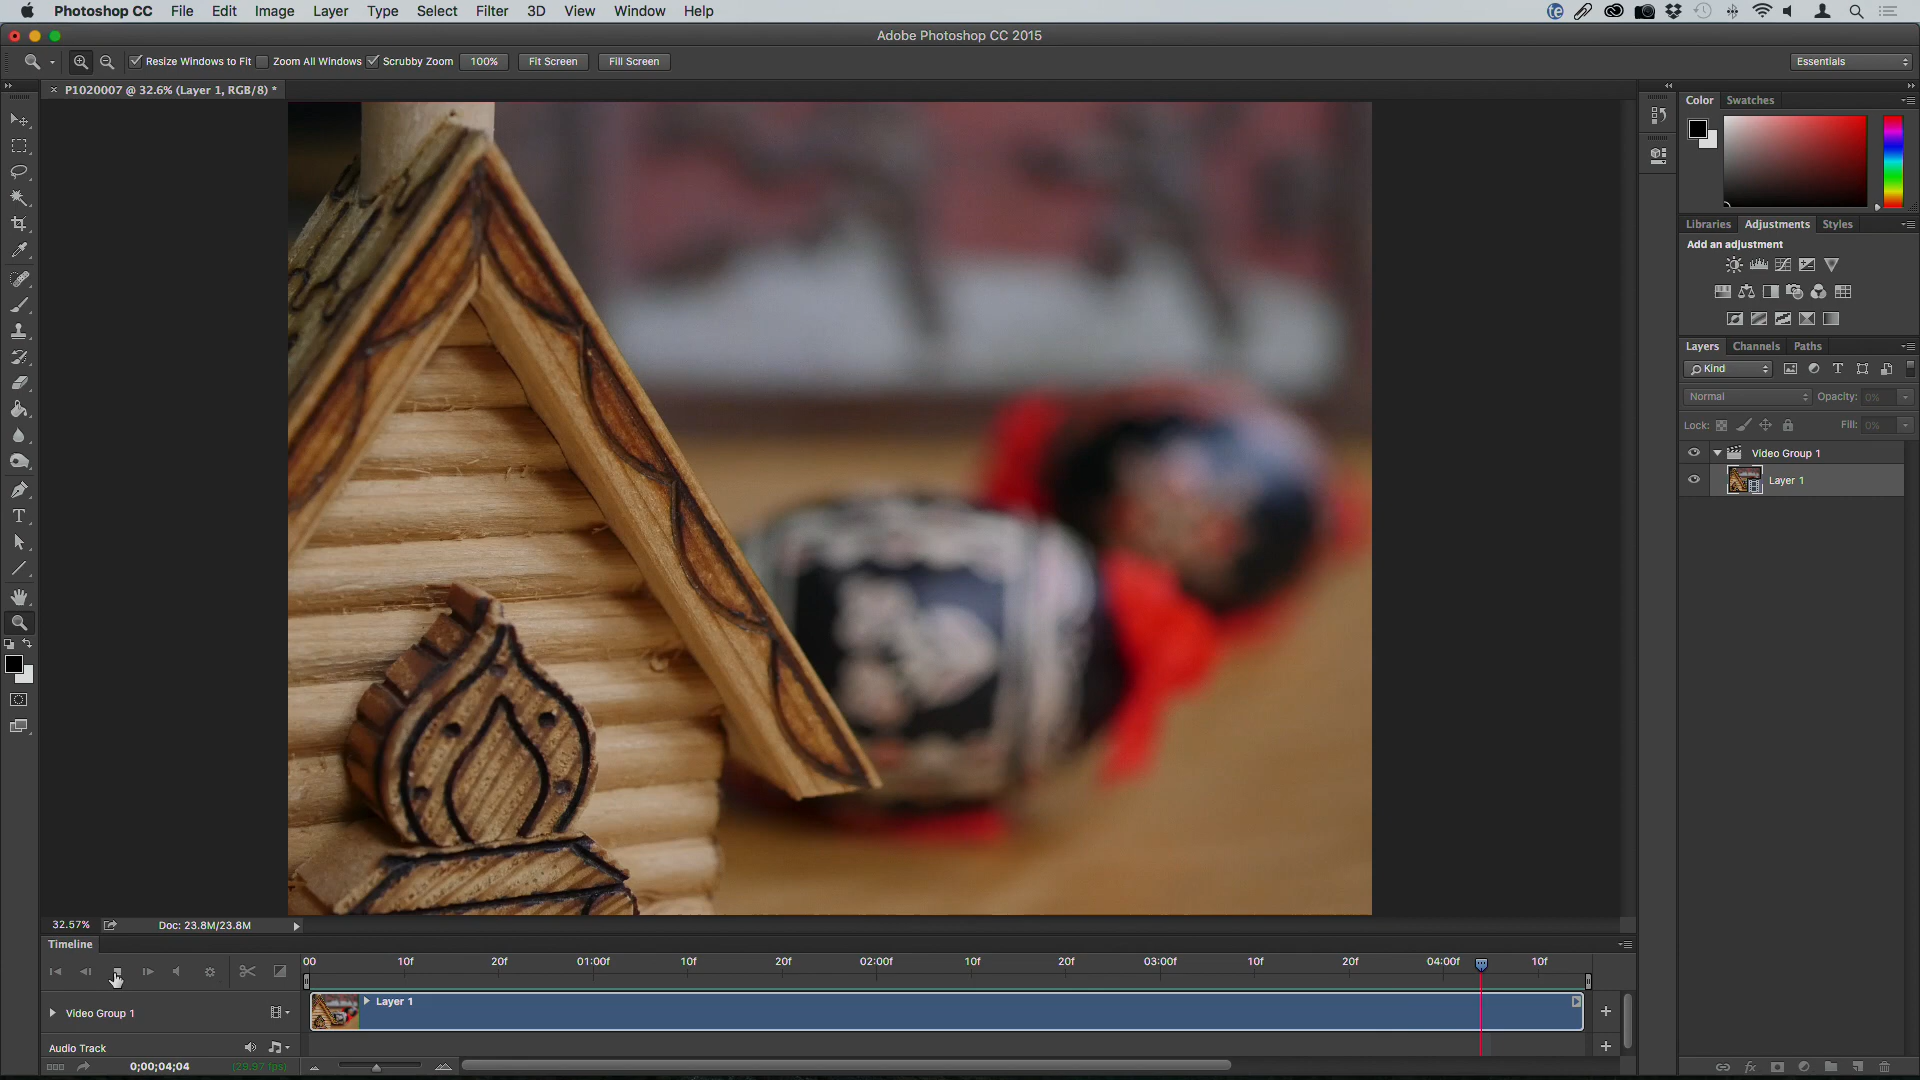 Photoshop CC File Edit Image Layer Type Select Filter 3D View Window Help
Adobe Photoshop CC 2015
Resize Windows to Fit Zoom All Windows Scrubby Zoom 100% Fit Screen Fill Screen Essentials
P1020007 @ 32.6% (Layer 1, RGB/8) *
Color Swatches
Libraries Adjustments Styles
Add an adjustment
Layers Channels Paths
Kind
Normal Opacity: 0%
Lock: Fill: 0%
Video Group 1
Layer 1
32.57% Doc: 23.8M/23.8M
Timeline
00 10f 20f 01:00f 10f 20f 02:00f 10f 20f 03:00f 10f 20f 04:00f 10f
Layer 1
Video Group 1
Audio Track
0;00;04;04 (29.97 fps)